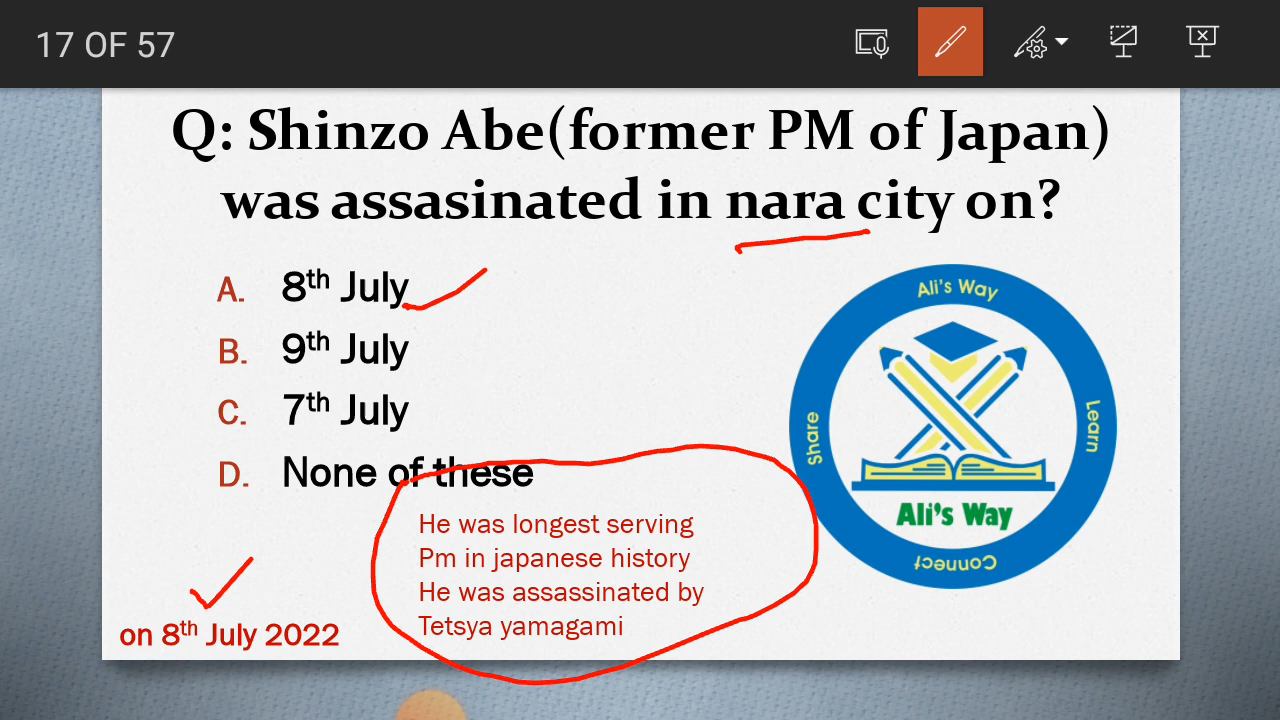 17 OF 57
Q: Shinzo Abe(former PM of Japan)
was assasinated in nara city on?
A. 8th July
B. 9th July
C. 7th July
D. None of these
He was longest serving
Pm in japanese history
He was assassinated by
Tetsya yamagami
on 8th July 2022
Ali's Way
Share
Learn
Ali's Way
Connect